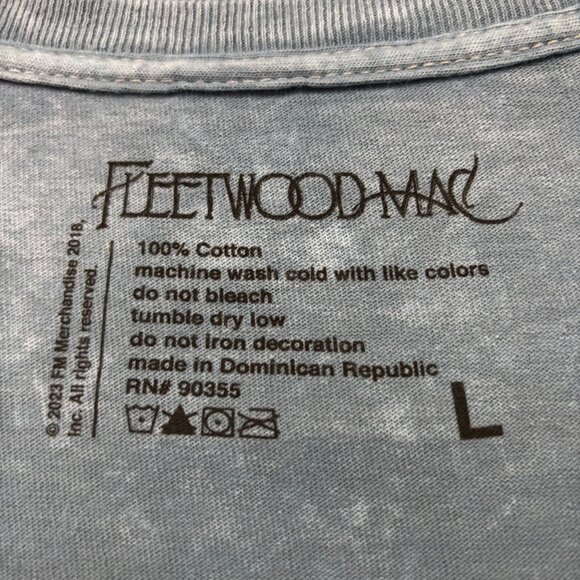 FLEETWOOD MAC
100% Cotton
machine wash cold with like colors
do not bleach
tumble dry low
do not iron decoration
made in Dominican Republic
RN# 90355
L
© 2023 FM Merchandise 2018,
Inc. All rights reserved.